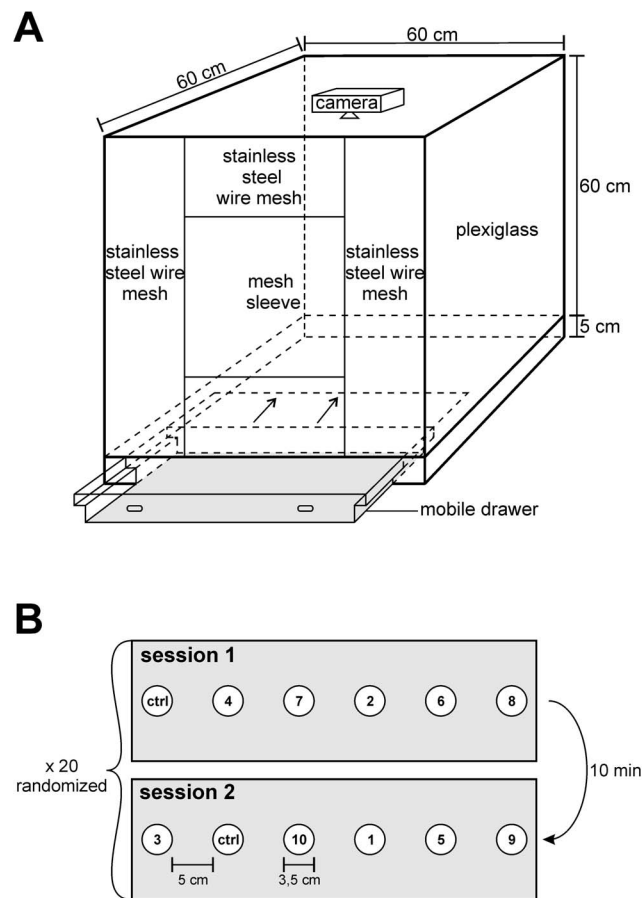 A
60 cm
60 cm
camera
stainless
steel
wire mesh
60 cm
stainless
steel wire
mesh
mesh
sleeve
stainless
steel wire
mesh
plexiglass
5 cm
mobile drawer
B
session 1
ctrl 4 7 2 6 8
x 20
randomized
10 min
session 2
3 ctrl 10 1 5 9
5 cm
3,5 cm